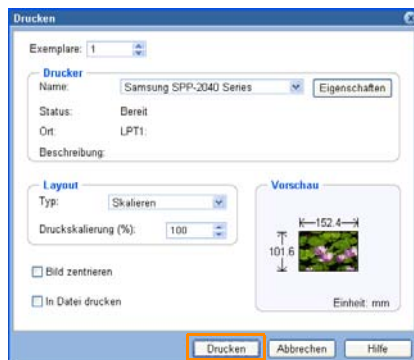 Drucken
Exemplare: 1
Drucker
Name: Samsung SPP-2040 Series Eigenschaften
Status: Bereit
Ort: LPT1:
Beschreibung:
Layout
Typ: Skalieren
Druckskalierung (%): 100
Bild zentrieren
In Datei drucken
Vorschau
152.4
101.6
Einheit: mm
Drucken Abbrechen Hilfe